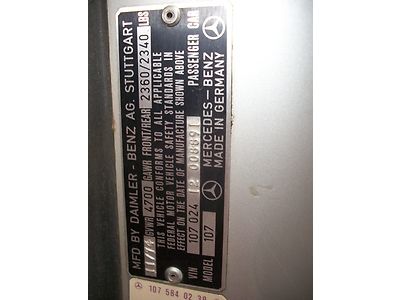 MFD BY DAIMLER - BENZ AG. STUTTGART
11/74 GVWR 4700 GAWR FRONT/REAR 2360/2340 LBS
THIS VEHICLE CONFORMS TO ALL APPLICABLE
FEDERAL MOTOR VEHICLE SAFETY STANDARDS IN
EFFECT ON THE DATE OF MANUFACTURE SHOWN ABOVE
PASSENGER CAR
VIN 107 024 12
MODEL 107
MERCEDES-BENZ
MADE IN GERMANY
107 584 02